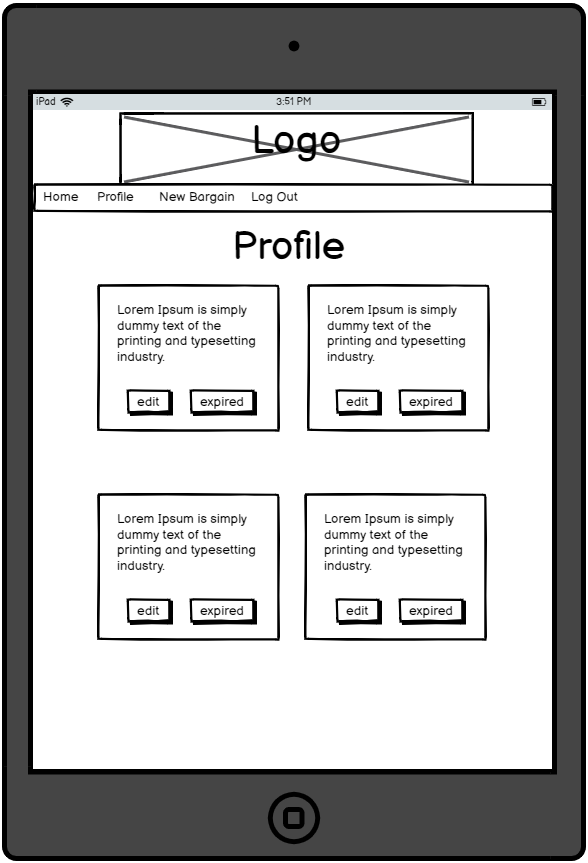 iPad 3:51 PM
Logo
Home Profile New Bargain Log Out
Profile
Lorem Ipsum is simply
dummy text of the
printing and typesetting
industry.
edit expired
Lorem Ipsum is simply
dummy text of the
printing and typesetting
industry.
edit expired
Lorem Ipsum is simply
dummy text of the
printing and typesetting
industry.
edit expired
Lorem Ipsum is simply
dummy text of the
printing and typesetting
industry.
edit expired